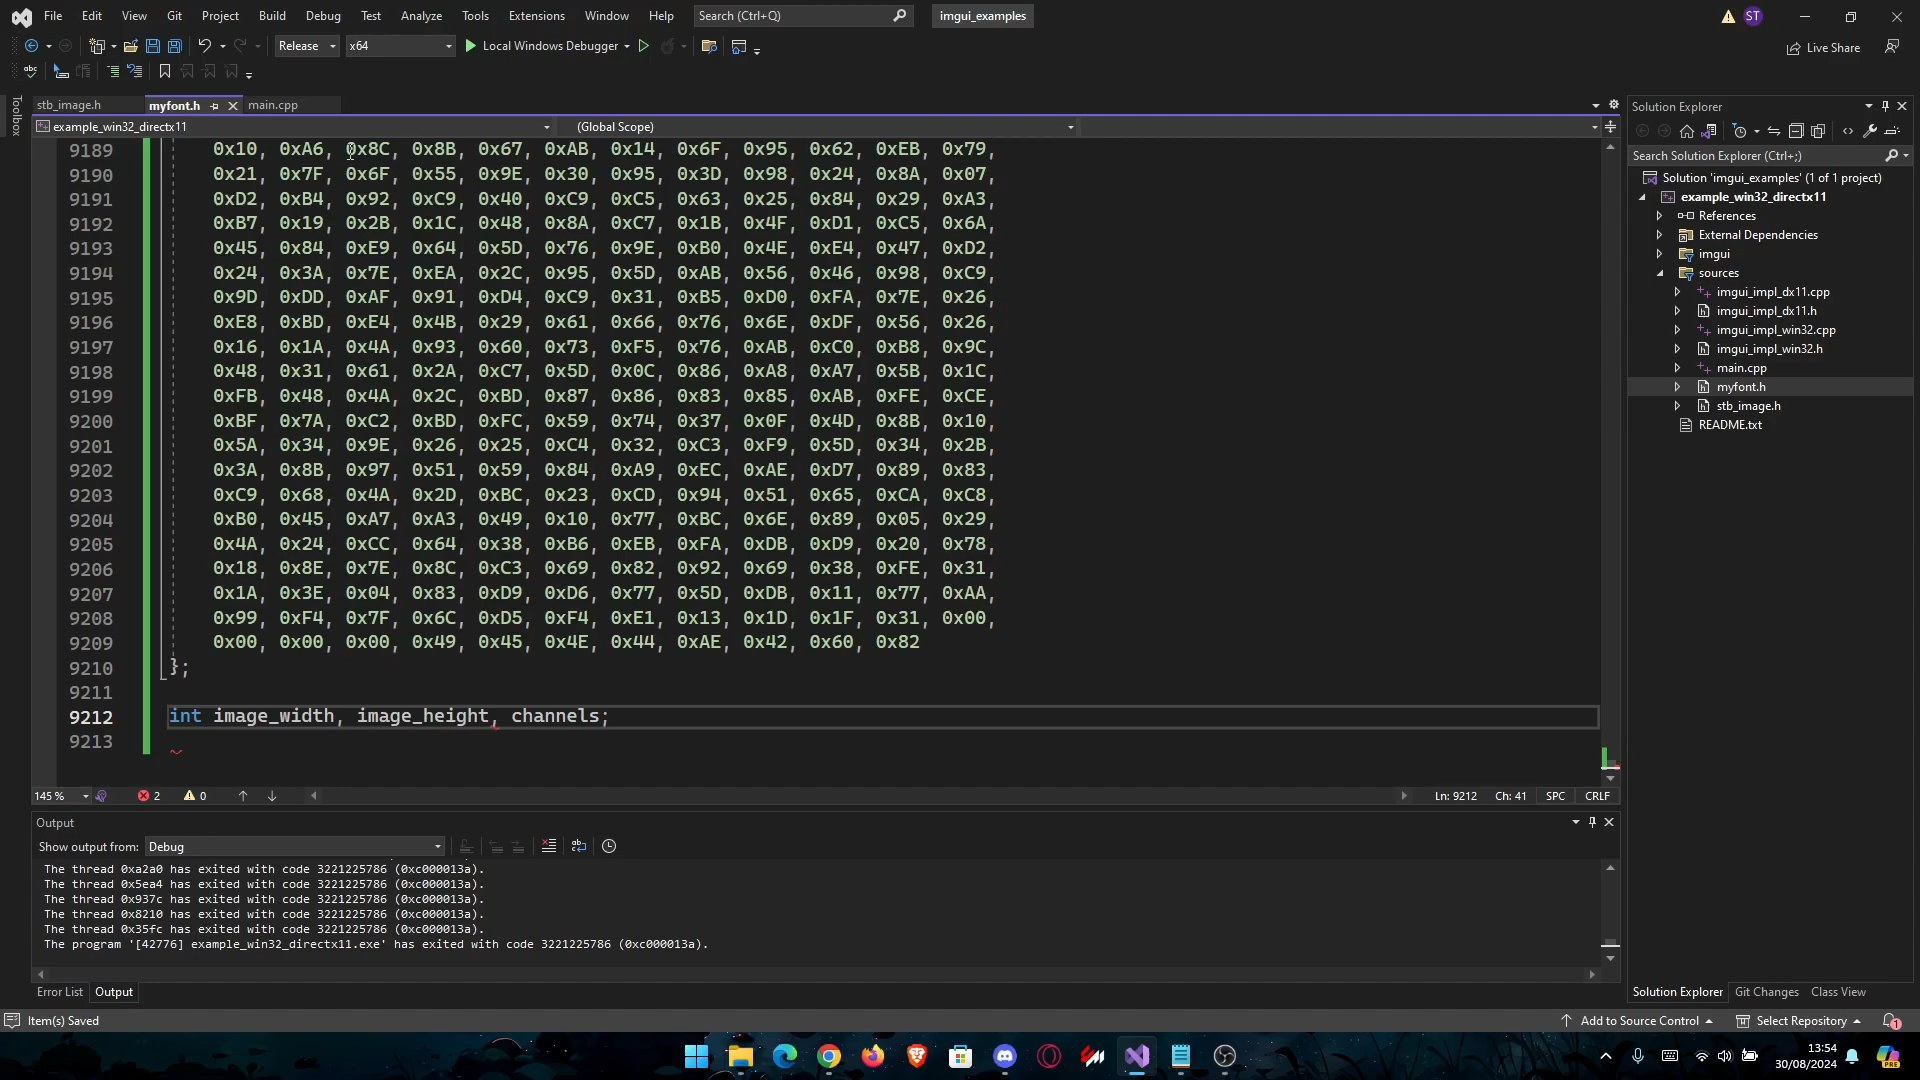 File Edit View Git Project Build Debug Test Analyze Tools Extensions Window Help Search (Ctrl+Q) imgui_examples ST
Release x64 Local Windows Debugger Live Share
abc
Toolbox
stb_image.h myfont.h main.cpp
example_win32_directx11 (Global Scope)
9189 0x10, 0xA6, 0x8C, 0x8B, 0x67, 0xAB, 0x14, 0x6F, 0x95, 0x62, 0xEB, 0x79,
9190 0x21, 0x7F, 0x6F, 0x55, 0x9E, 0x30, 0x95, 0x3D, 0x98, 0x24, 0x8A, 0x07,
9191 0xD2, 0xB4, 0x92, 0xC9, 0x40, 0xC9, 0xC5, 0x63, 0x25, 0x84, 0x29, 0xA3,
9192 0xB7, 0x19, 0x2B, 0x1C, 0x48, 0x8A, 0xC7, 0x1B, 0x4F, 0xD1, 0xC5, 0x6A,
9193 0x45, 0x84, 0xE9, 0x64, 0x5D, 0x76, 0x9E, 0xB0, 0x4E, 0xE4, 0x47, 0xD2,
9194 0x24, 0x3A, 0x7E, 0xEA, 0x2C, 0x95, 0x5D, 0xAB, 0x56, 0x46, 0x98, 0xC9,
9195 0x9D, 0xDD, 0xAF, 0x91, 0xD4, 0xC9, 0x31, 0xB5, 0xD0, 0xFA, 0x7E, 0x26,
9196 0xE8, 0xBD, 0xE4, 0x4B, 0x29, 0x61, 0x66, 0x76, 0x6E, 0xDF, 0x56, 0x26,
9197 0x16, 0x1A, 0x4A, 0x93, 0x60, 0x73, 0xF5, 0x76, 0xAB, 0xC0, 0xB8, 0x9C,
9198 0x48, 0x31, 0x61, 0x2A, 0xC7, 0x5D, 0x0C, 0x86, 0xA8, 0xA7, 0x5B, 0x1C,
9199 0xFB, 0x48, 0x4A, 0x2C, 0xBD, 0x87, 0x86, 0x83, 0x85, 0xAB, 0xFE, 0xCE,
9200 0xBF, 0x7A, 0xC2, 0xBD, 0xFC, 0x59, 0x74, 0x37, 0x0F, 0x4D, 0x8B, 0x10,
9201 0x5A, 0x34, 0x9E, 0x26, 0x25, 0xC4, 0x32, 0xC3, 0xF9, 0x5D, 0x34, 0x2B,
9202 0x3A, 0x8B, 0x97, 0x51, 0x59, 0x84, 0xA9, 0xEC, 0xAE, 0xD7, 0x89, 0x83,
9203 0xC9, 0x68, 0x4A, 0x2D, 0xBC, 0x23, 0xCD, 0x94, 0x51, 0x65, 0xCA, 0xC8,
9204 0xB0, 0x45, 0xA7, 0xA3, 0x49, 0x10, 0x77, 0xBC, 0x6E, 0x89, 0x05, 0x29,
9205 0x4A, 0x24, 0xCC, 0x64, 0x38, 0xB6, 0xEB, 0xFA, 0xDB, 0xD9, 0x20, 0x78,
9206 0x18, 0x8E, 0x7E, 0x8C, 0xC3, 0x69, 0x82, 0x92, 0x69, 0x38, 0xFE, 0x31,
9207 0x1A, 0x3E, 0x04, 0x83, 0xD9, 0xD6, 0x77, 0x5D, 0xDB, 0x11, 0x77, 0xAA,
9208 0x99, 0xF4, 0x7F, 0x6C, 0xD5, 0xF4, 0xE1, 0x13, 0x1D, 0x1F, 0x31, 0x00,
9209 0x00, 0x00, 0x00, 0x49, 0x45, 0x4E, 0x44, 0xAE, 0x42, 0x60, 0x82
9210 };
9211
9212 int image_width, image_height, channels;
9213
145 % 2 0 Ln: 9212 Ch: 41 SPC CRLF
Output
Show output from: Debug
The thread 0xa2a0 has exited with code 3221225786 (0xc000013a).
The thread 0x5ea4 has exited with code 3221225786 (0xc000013a).
The thread 0x937c has exited with code 3221225786 (0xc000013a).
The thread 0x8210 has exited with code 3221225786 (0xc000013a).
The thread 0x35fc has exited with code 3221225786 (0xc000013a).
The program '[42776] example_win32_directx11.exe' has exited with code 3221225786 (0xc000013a).
Error List Output
Solution Explorer
Search Solution Explorer (Ctrl+;)
Solution 'imgui_examples' (1 of 1 project)
example_win32_directx11
References
External Dependencies
imgui
sources
imgui_impl_dx11.cpp
imgui_impl_dx11.h
imgui_impl_win32.cpp
imgui_impl_win32.h
main.cpp
myfont.h
stb_image.h
README.txt
Solution Explorer Git Changes Class View
Item(s) Saved Add to Source Control Select Repository 1
13:54
30/08/2024
PRE